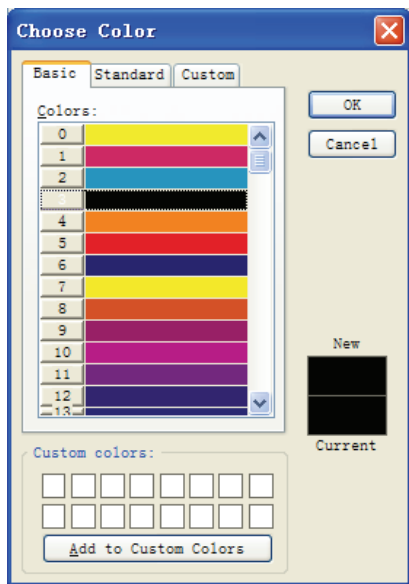 Choose Color
Basic Standard Custom
Colors:
0
1
2
3
4
5
6
7
8
9
10
11
12
13
OK
Cancel
New
Current
Custom colors:
Add to Custom Colors